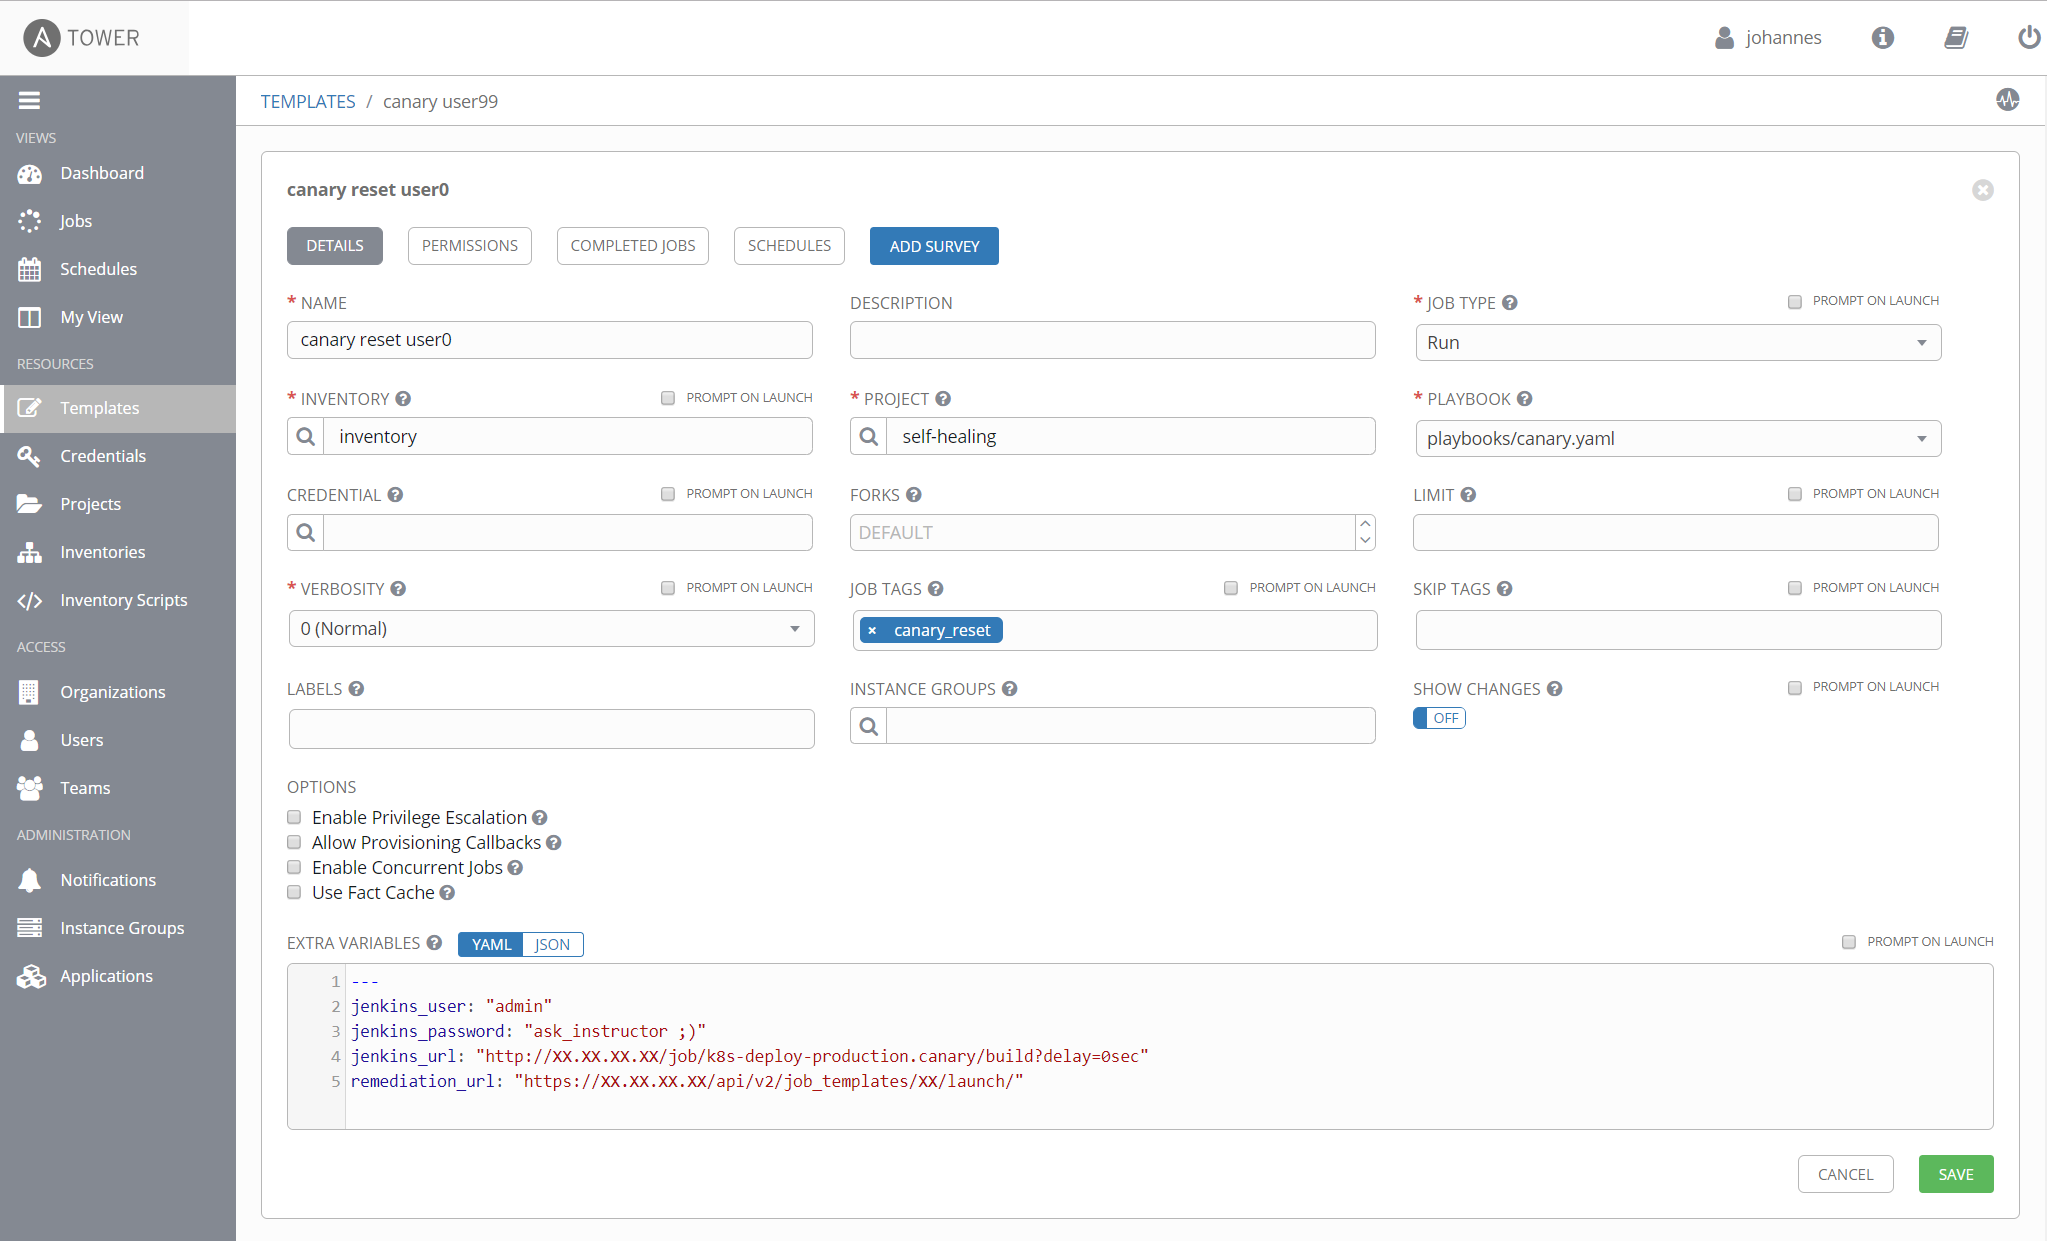 TOWER
johannes
VIEWS
Dashboard
Jobs
Schedules
My View
RESOURCES
Templates
Credentials
Projects
Inventories
Inventory Scripts
ACCESS
Organizations
Users
Teams
ADMINISTRATION
Notifications
Instance Groups
Applications
TEMPLATES / canary user99
canary reset user0
DETAILS PERMISSIONS COMPLETED JOBS SCHEDULES ADD SURVEY
* NAME DESCRIPTION * JOB TYPE PROMPT ON LAUNCH
canary reset user0 Run
* INVENTORY PROMPT ON LAUNCH * PROJECT * PLAYBOOK
inventory self-healing playbooks/canary.yaml
CREDENTIAL PROMPT ON LAUNCH FORKS LIMIT PROMPT ON LAUNCH
DEFAULT
* VERBOSITY PROMPT ON LAUNCH JOB TAGS PROMPT ON LAUNCH SKIP TAGS PROMPT ON LAUNCH
0 (Normal) × canary_reset
LABELS INSTANCE GROUPS SHOW CHANGES PROMPT ON LAUNCH
OFF
OPTIONS
Enable Privilege Escalation
Allow Provisioning Callbacks
Enable Concurrent Jobs
Use Fact Cache
EXTRA VARIABLES YAML JSON PROMPT ON LAUNCH
1 ---
2 jenkins_user: "admin"
3 jenkins_password: "ask_instructor ;)"
4 jenkins_url: "http://XX.XX.XX.XX/job/k8s-deploy-production.canary/build?delay=0sec"
5 remediation_url: "https://XX.XX.XX.XX/api/v2/job_templates/XX/launch/"
CANCEL SAVE